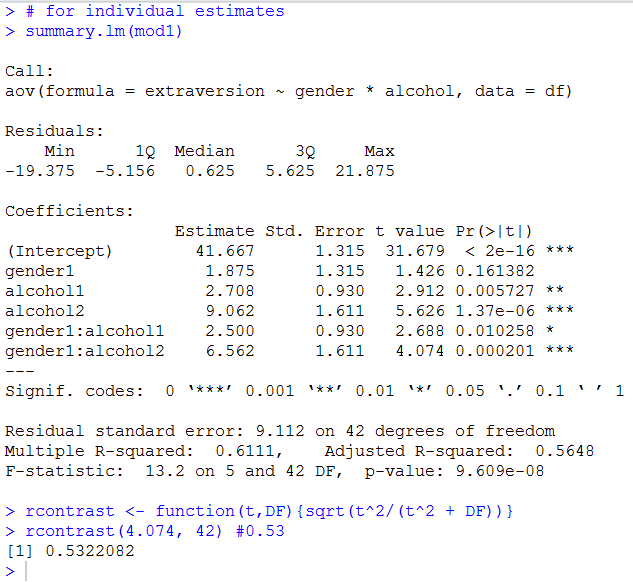 > # for individual estimates
> summary.lm(mod1)
Call:
aov(formula = extraversion ~ gender * alcohol, data = df)
Residuals:
    Min      1Q  Median      3Q     Max
-19.375  -5.156   0.625   5.625  21.875
Coefficients:
                 Estimate Std. Error t value Pr(>|t|)
(Intercept)        41.667      1.315  31.679  < 2e-16 ***
gender1             1.875      1.315   1.426 0.161382
alcohol1            2.708      0.930   2.912 0.005727 **
alcohol2            9.062      1.611   5.626 1.37e-06 ***
gender1:alcohol1    2.500      0.930   2.688 0.010258 *
gender1:alcohol2    6.562      1.611   4.074 0.000201 ***
---
Signif. codes:  0 ‘***’ 0.001 ‘**’ 0.01 ‘*’ 0.05 ‘.’ 0.1 ‘ ’ 1
Residual standard error: 9.112 on 42 degrees of freedom
Multiple R-squared:  0.6111,    Adjusted R-squared:  0.5648
F-statistic:  13.2 on 5 and 42 DF,  p-value: 9.609e-08
> rcontrast <- function(t,DF){sqrt(t^2/(t^2 + DF))}
> rcontrast(4.074, 42) #0.53
[1] 0.5322082
>